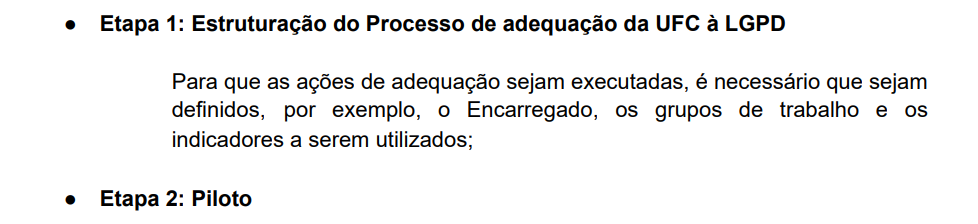 ● Etapa 1: Estruturação do Processo de adequação da UFC à LGPD
Para que as ações de adequação sejam executadas, é necessário que sejam
definidos, por exemplo, o Encarregado, os grupos de trabalho e os
indicadores a serem utilizados;
● Etapa 2: Piloto